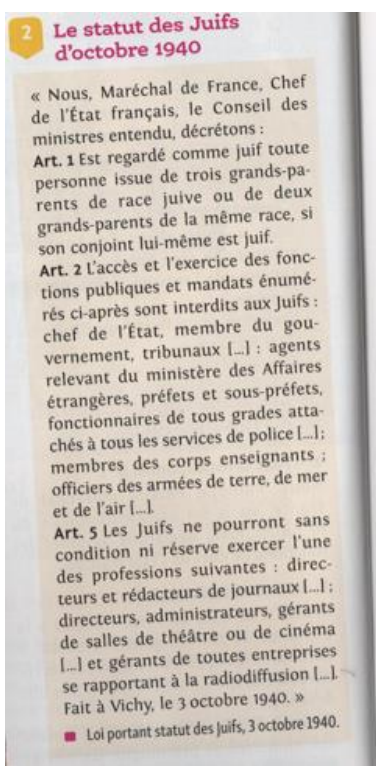 2
Le statut des Juifs
d'octobre 1940
« Nous, Maréchal de France, Chef
de l'État français, le Conseil des
ministres entendu, décrétons :
Art. 1 Est regardé comme juif toute
personne issue de trois grands-pa-
rents de race juive ou de deux
grands-parents de la même race, si
son conjoint lui-même est juif.
Art. 2 L'accès et l'exercice des fonc-
tions publiques et mandats énumé-
rés ci-après sont interdits aux Juifs :
chef de l'État, membre du gou-
vernement, tribunaux [...] : agents
relevant du ministère des Affaires
étrangères, préfets et sous-préfets,
fonctionnaires de tous grades atta-
chés à tous les services de police [...];
membres des corps enseignants ;
officiers des armées de terre, de mer
et de l'air [...].
Art. 5 Les Juifs ne pourront sans
condition ni réserve exercer l'une
des professions suivantes : direc-
teurs et rédacteurs de journaux [...] ;
directeurs, administrateurs, gérants
de salles de théâtre ou de cinéma
[...] et gérants de toutes entreprises
se rapportant à la radiodiffusion [...].
Fait à Vichy, le 3 octobre 1940. »
Loi portant statut des Juifs, 3 octobre 1940.